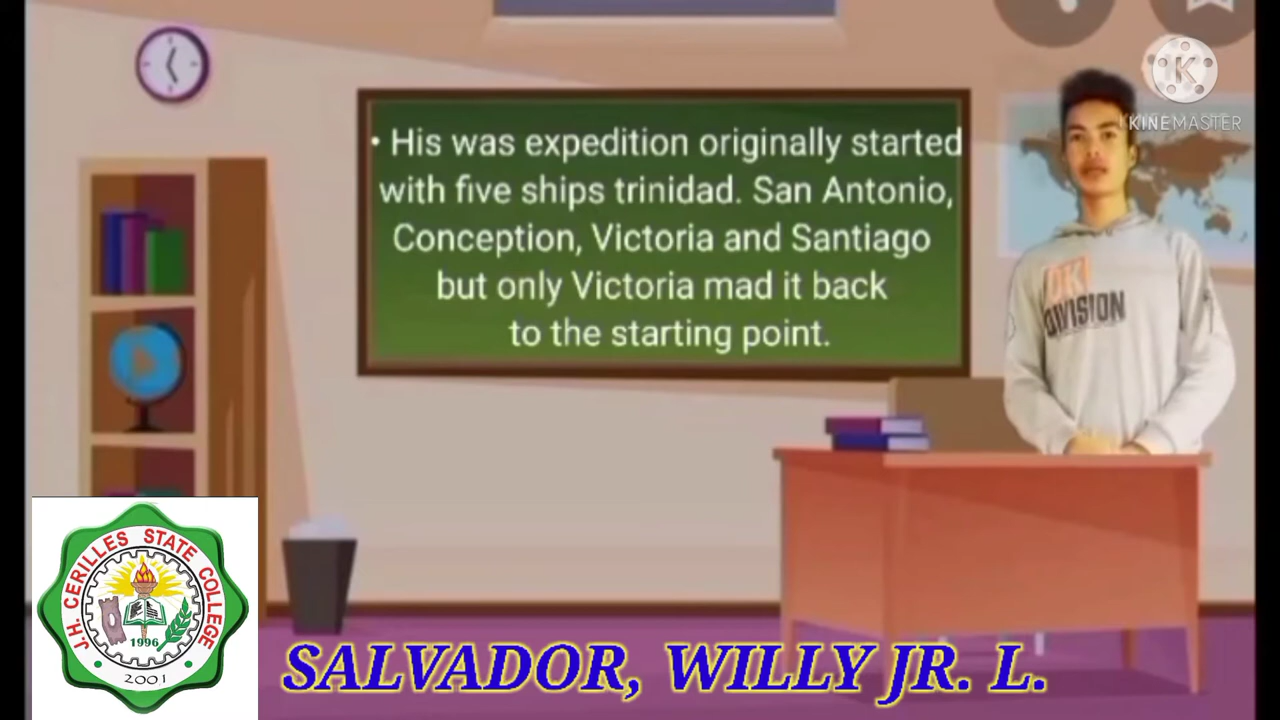 KINEMASTER
• His was expedition originally started
with five ships trinidad. San Antonio,
Conception, Victoria and Santiago
but only Victoria mad it back
to the starting point.
DIVISION
J.H. CERILLES STATE COLLEGE
1996
2001
SALVADOR, WILLY JR. L.